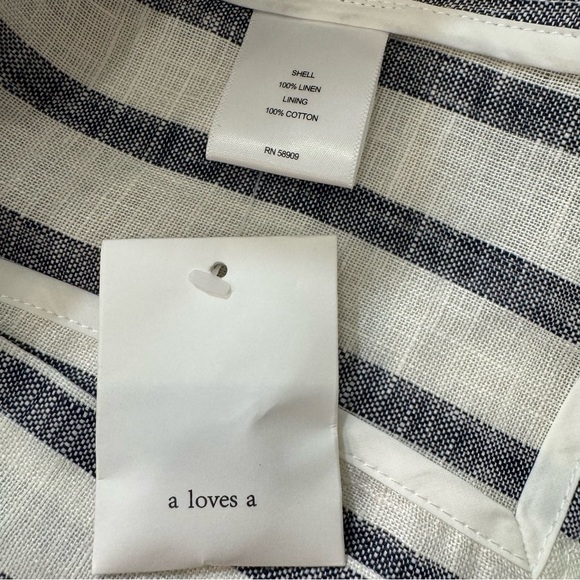 SHELL
100% LINEN
LINING
100% COTTON
RN 58909
a loves a